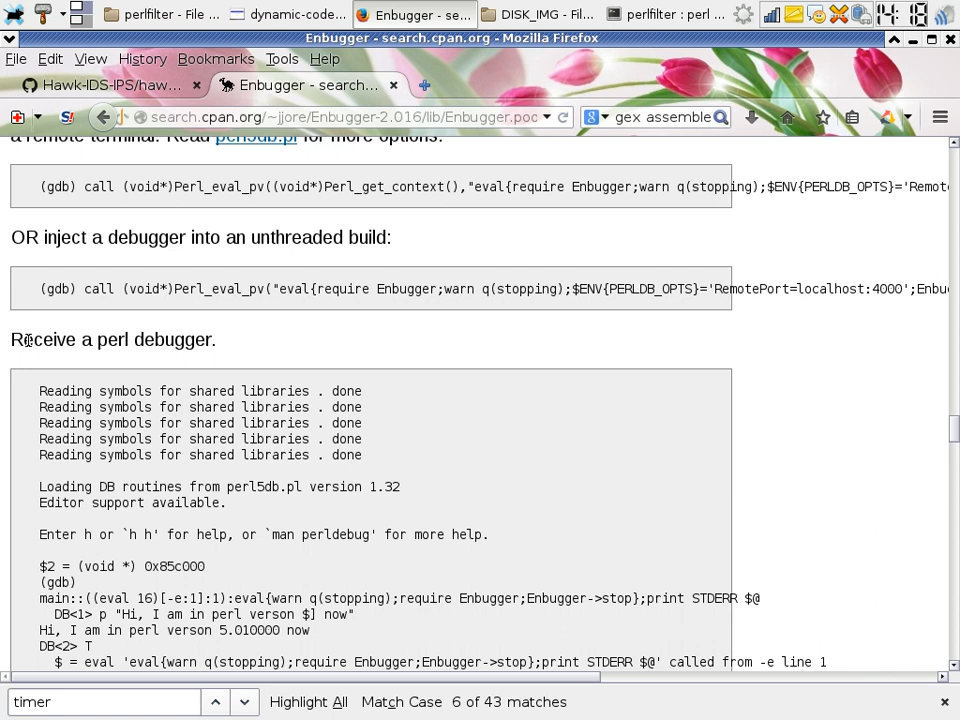 perlfilter - File ...
dynamic-code...
Enbugger - se...
DISK_IMG - Fil...
perlfilter : perl ...
14: 18
Enbugger - search.cpan.org - Mozilla Firefox
File Edit View History Bookmarks Tools Help
Hawk-IDS-IPS/haw... ×
Enbugger - search... ×
search.cpan.org/~jjore/Enbugger-2.016/lib/Enbugger.poc
gex assemble
a remote terminal. Read perl5db.pl for more options.
(gdb) call (void*)Perl_eval_pv((void*)Perl_get_context(),"eval{require Enbugger;warn q(stopping);$ENV{PERLDB_OPTS}='Remot
OR inject a debugger into an unthreaded build:
(gdb) call (void*)Perl_eval_pv("eval{require Enbugger;warn q(stopping);$ENV{PERLDB_OPTS}='RemotePort=localhost:4000';Enbu
Receive a perl debugger.
Reading symbols for shared libraries . done
Reading symbols for shared libraries . done
Reading symbols for shared libraries . done
Reading symbols for shared libraries . done
Reading symbols for shared libraries . done
Loading DB routines from perl5db.pl version 1.32
Editor support available.
Enter h or `h h' for help, or `man perldebug' for more help.
$2 = (void *) 0x85c000
(gdb)
main::((eval 16)[-e:1]:1):eval{warn q(stopping);require Enbugger;Enbugger->stop};print STDERR $@
DB<1> p "Hi, I am in perl verson $] now"
Hi, I am in perl verson 5.010000 now
DB<2> T
$ = eval 'eval{warn q(stopping);require Enbugger;Enbugger->stop};print STDERR $@' called from -e line 1
timer
Highlight All Match Case 6 of 43 matches